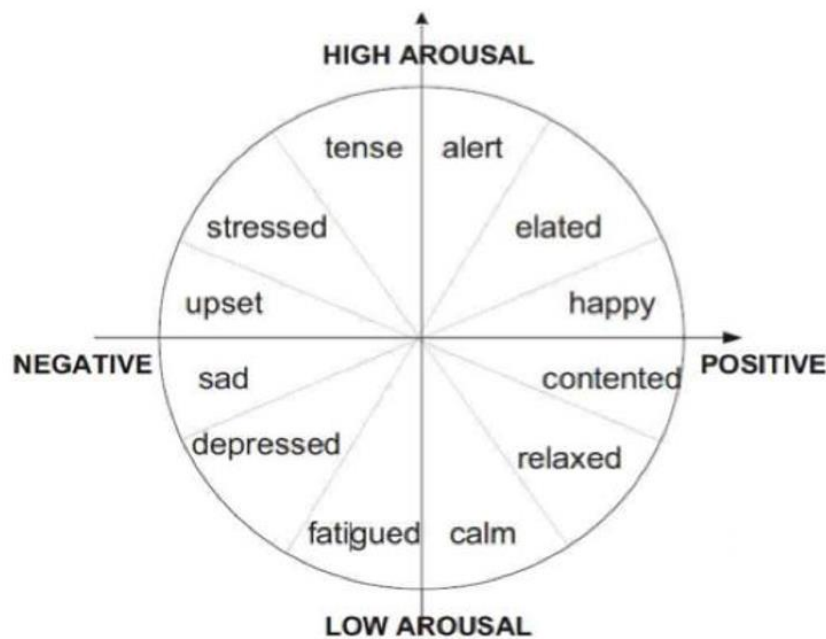 HIGH AROUSAL
tense alert
stressed elated
upset happy
NEGATIVE POSITIVE
sad contented
depressed relaxed
fatigued calm
LOW AROUSAL